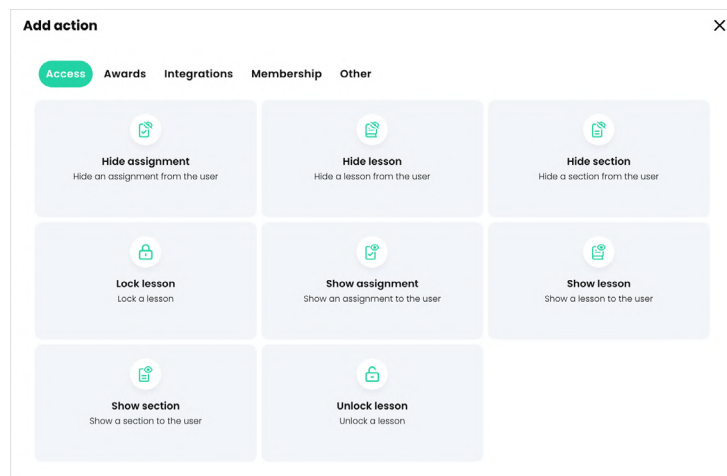 Add action
Access Awards Integrations Membership Other
Hide assignment
Hide an assignment from the user
Hide lesson
Hide a lesson from the user
Hide section
Hide a section from the user
Lock lesson
Lock a lesson
Show assignment
Show an assignment to the user
Show lesson
Show a lesson to the user
Show section
Show a section to the user
Unlock lesson
Unlock a lesson